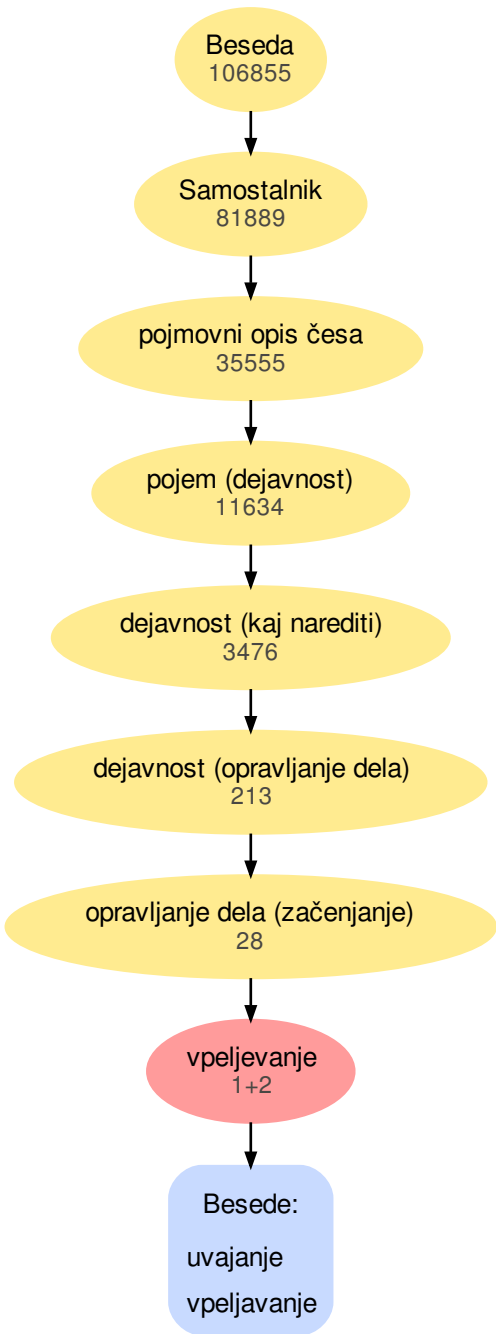 Beseda
106855
Samostalnik
81889
pojmovni opis česa
35555
pojem (dejavnost)
11634
dejavnost (kaj narediti)
3476
dejavnost (opravljanje dela)
213
opravljanje dela (začenjanje)
28
vpeljevanje
1+2
Besede:
uvajanje
vpeljavanje